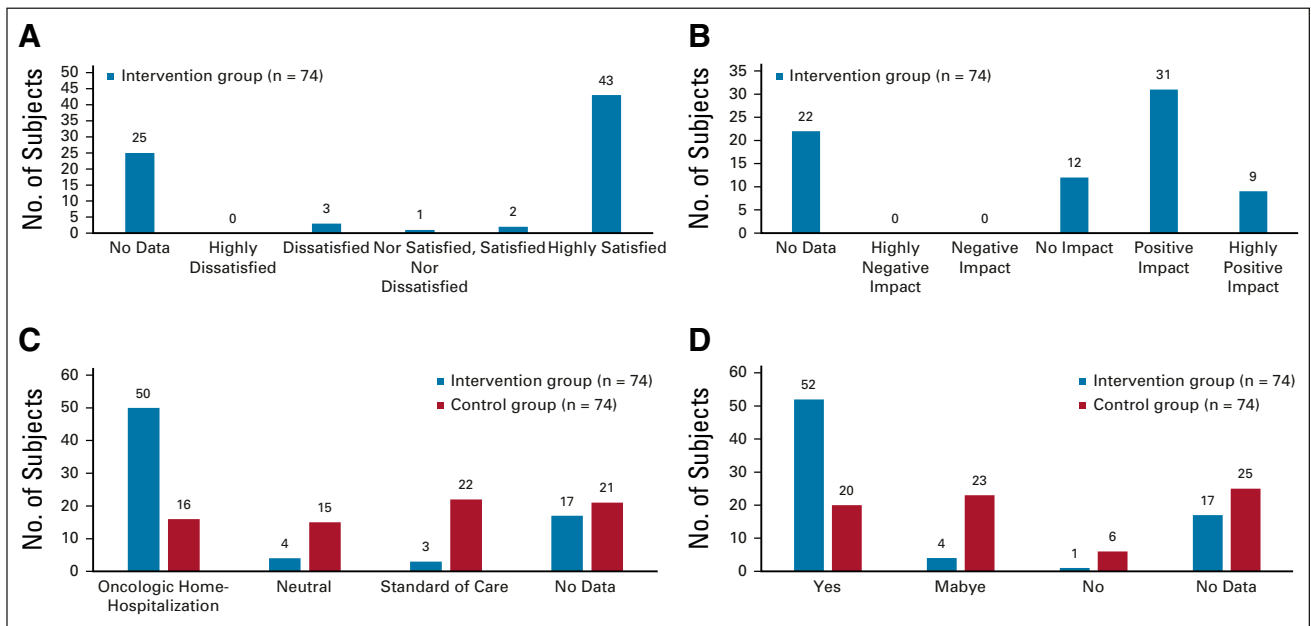 A
No. of Subjects
50
45
40
35
30
25
20
15
10
5
0
Intervention group (n = 74)
25
0
3
1
2
43
No Data
Highly
Dissatisfied
Dissatisfied
Nor Satisfied,
Nor
Dissatisfied
Satisfied
Highly Satisfied
B
No. of Subjects
35
30
25
20
15
10
5
0
Intervention group (n = 74)
22
0
0
12
31
9
No Data
Highly
Negative
Impact
Negative
Impact
No Impact
Positive
Impact
Highly
Positive
Impact
C
No. of Subjects
60
50
40
30
20
10
0
Intervention group (n = 74)
Control group (n = 74)
50
16
4
15
3
22
17
21
Oncologic Home-
Hospitalization
Neutral
Standard of Care
No Data
D
No. of Subjects
60
50
40
30
20
10
0
Intervention group (n = 74)
Control group (n = 74)
52
20
4
23
1
6
17
25
Yes
Mabye
No
No Data